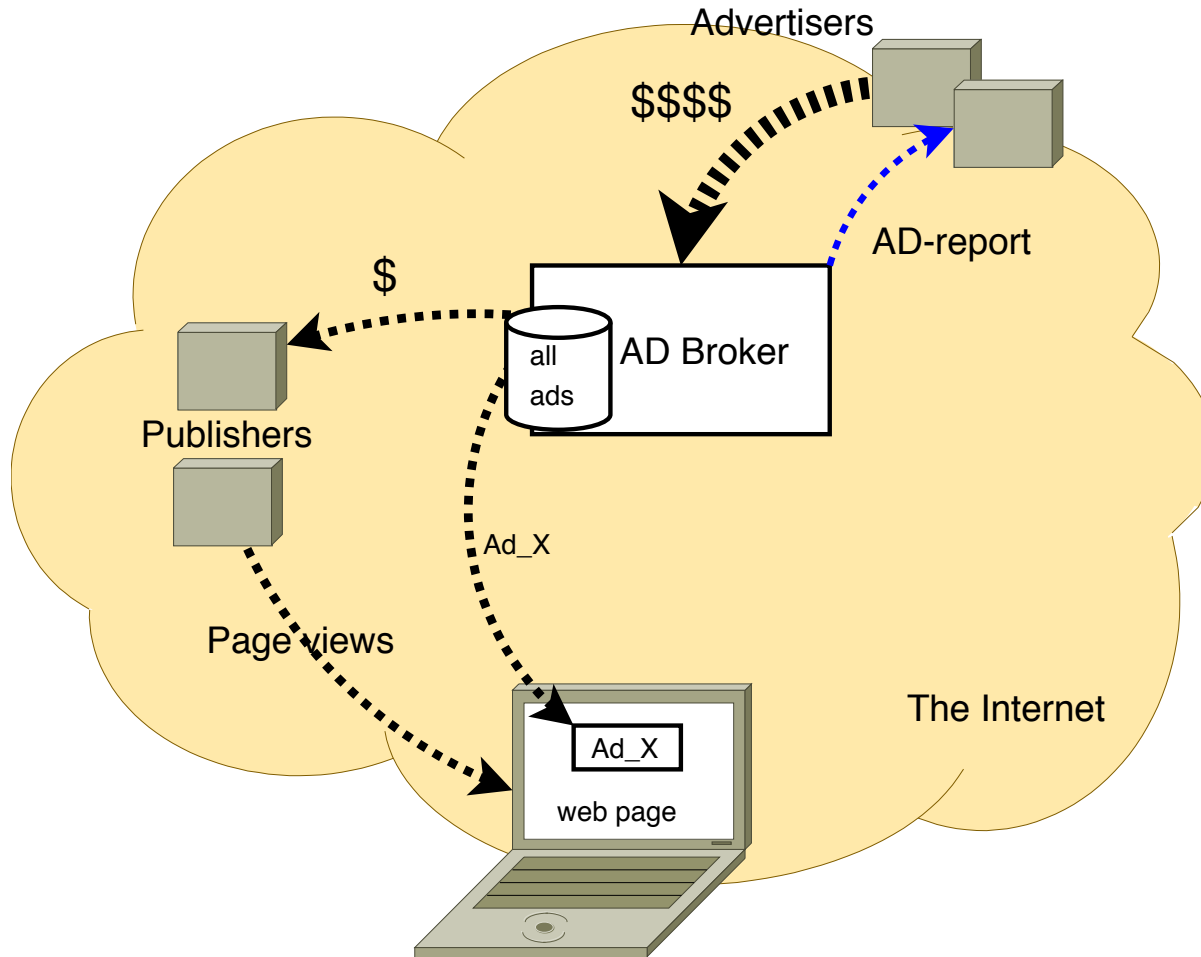 Advertisers
$$$$
AD-report
$
AD Broker
all
ads
Publishers
Ad_X
Page views
The Internet
Ad_X
web page